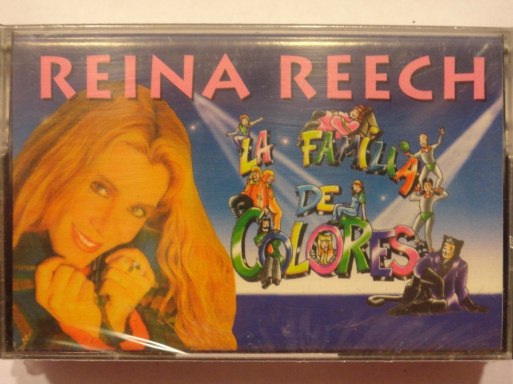 REINA REECH
LA FAMILIA
DE
COLORES